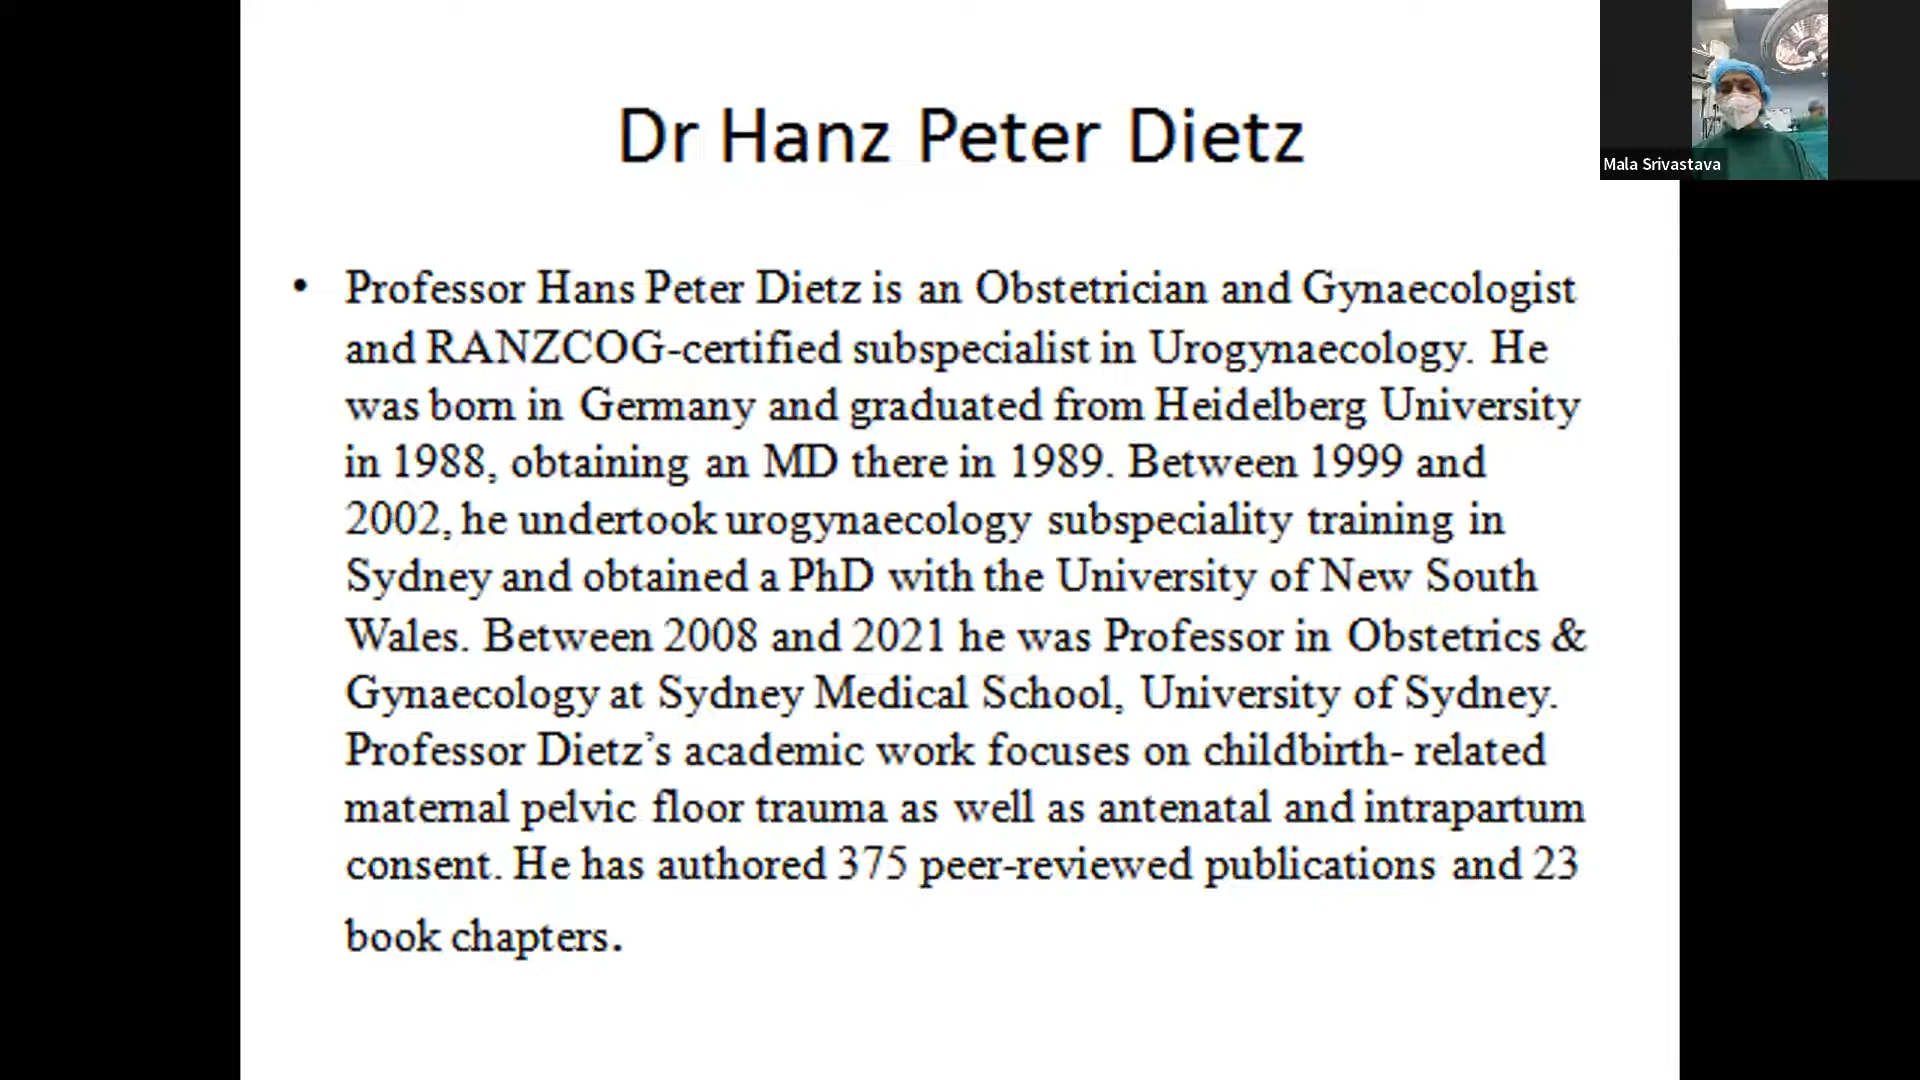 Dr Hanz Peter Dietz
• Professor Hans Peter Dietz is an Obstetrician and Gynaecologist
and RANZCOG-certified subspecialist in Urogynaecology. He
was born in Germany and graduated from Heidelberg University
in 1988, obtaining an MD there in 1989. Between 1999 and
2002, he undertook urogynaecology subspeciality training in
Sydney and obtained a PhD with the University of New South
Wales. Between 2008 and 2021 he was Professor in Obstetrics &
Gynaecology at Sydney Medical School, University of Sydney.
Professor Dietz’s academic work focuses on childbirth- related
maternal pelvic floor trauma as well as antenatal and intrapartum
consent. He has authored 375 peer-reviewed publications and 23
book chapters.
Mala Srivastava